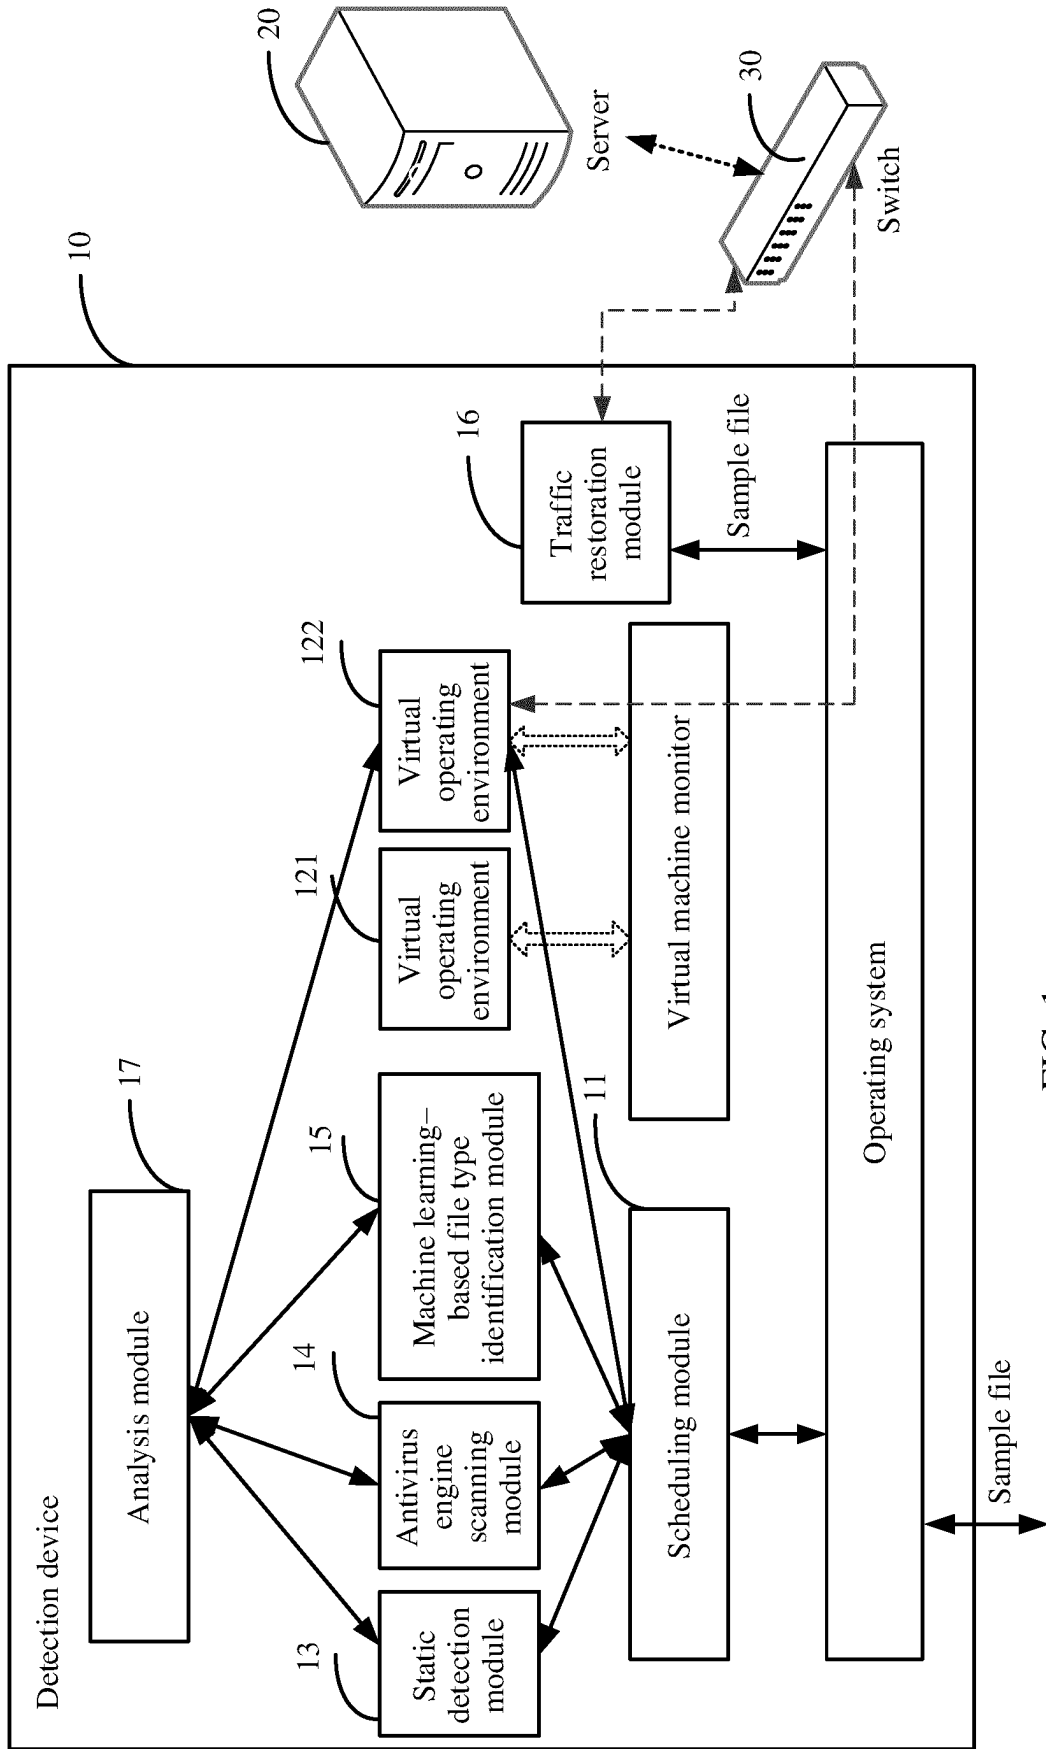 Detection device
10
Analysis module
17
20
Server
30
Switch
13
Static
detection
module
14
Antivirus
engine
scanning
module
15
Machine learning–
based file type
identification module
121
Virtual
operating
environment
122
Virtual
operating
environment
16
Traffic
restoration
module
Sample file
11
Scheduling module
Virtual machine monitor
Operating system
Sample file